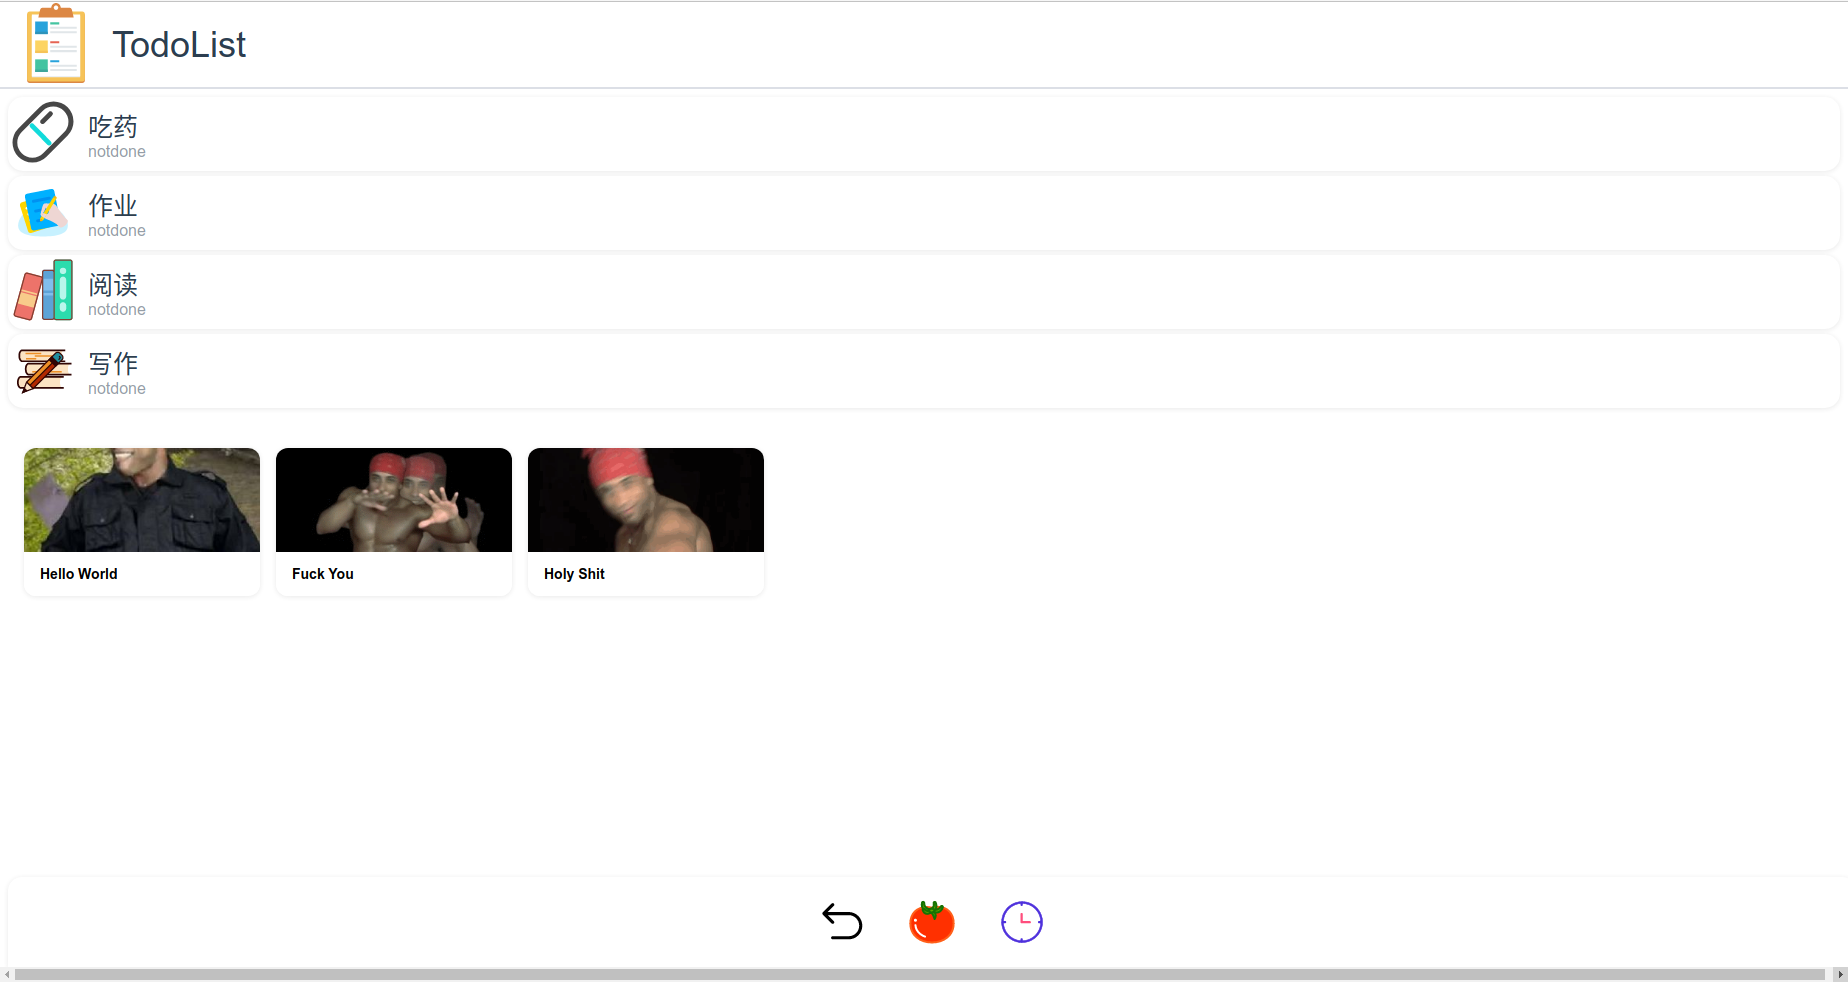 TodoList
吃药
notdone
作业
notdone
阅读
notdone
写作
notdone
Hello World
Fuck You
Holy Shit